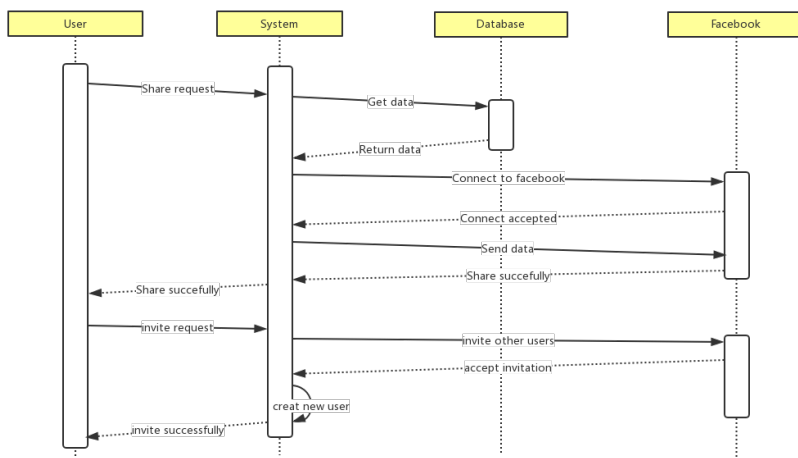 User
System
Database
Facebook
Share request
Get data
Return data
Connect to facebook
Connect accepted
Send data
Share succefully
Share succefully
invite request
invite other users
accept invitation
creat new user
invite successfully